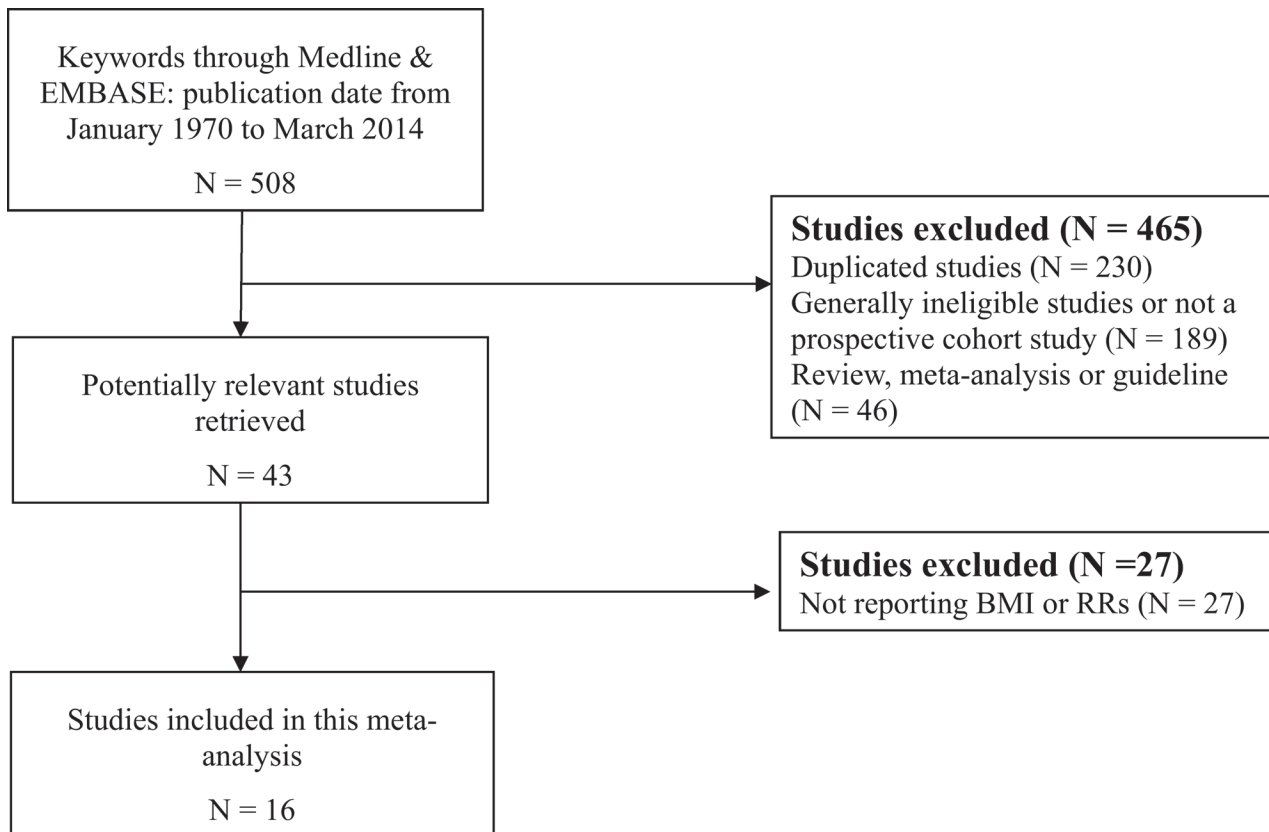 Keywords through Medline &
EMBASE: publication date from
January 1970 to March 2014
N = 508
Studies excluded (N = 465)
Duplicated studies (N = 230)
Generally ineligible studies or not a
prospective cohort study (N = 189)
Review, meta-analysis or guideline
(N = 46)
Potentially relevant studies
retrieved
N = 43
Studies excluded (N =27)
Not reporting BMI or RRs (N = 27)
Studies included in this meta-
analysis
N = 16